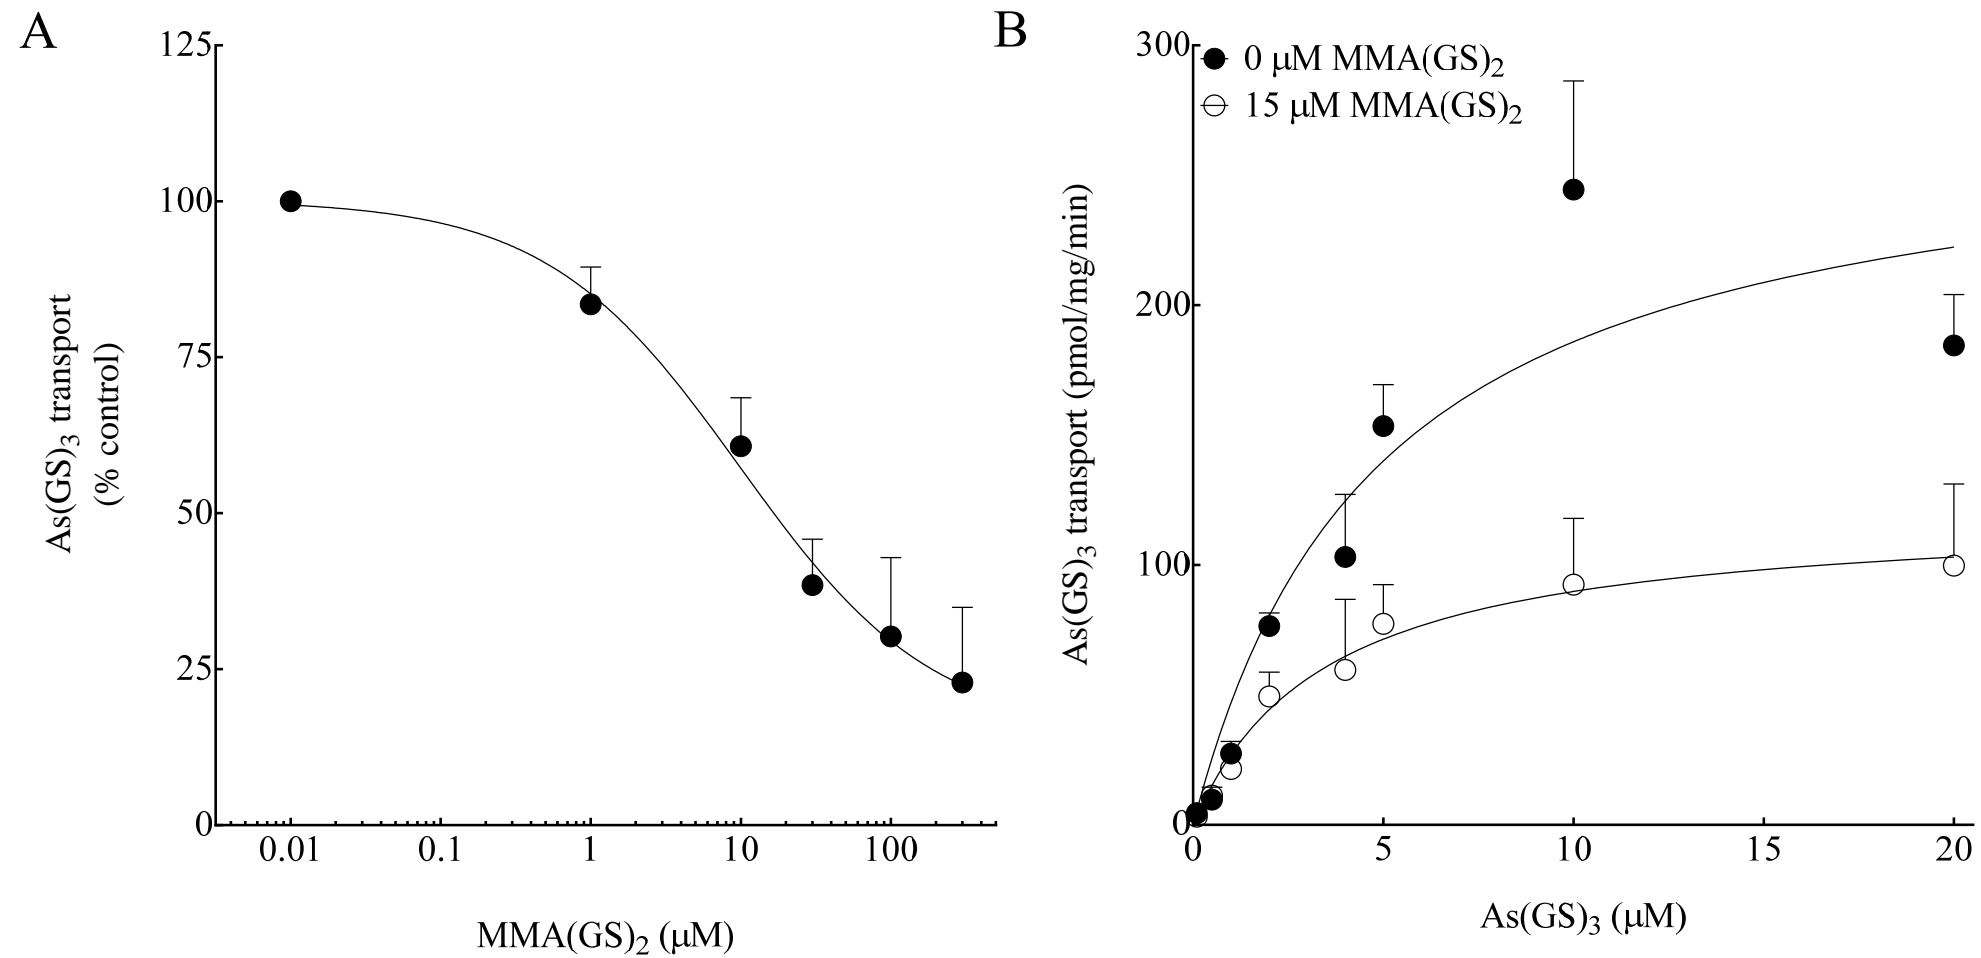 A
125
100
75
50
25
0
0.01 0.1 1 10 100
MMA(GS)2 (μM)
As(GS)3 transport
(% control)
B
0 μM MMA(GS)2
15 μM MMA(GS)2
300
200
100
0
0 5 10 15 20
As(GS)3 (μM)
As(GS)3 transport (pmol/mg/min)